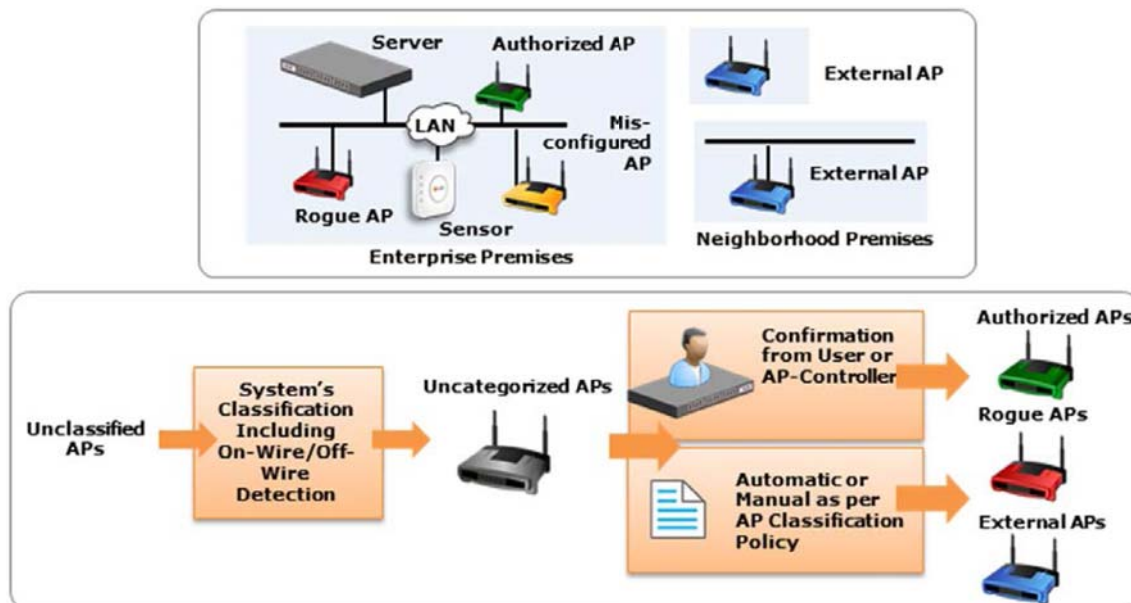 Server
Authorized AP
External AP
LAN
Mis-
configured
AP
External AP
Rogue AP
Sensor
Neighborhood Premises
Enterprise Premises
Unclassified
APs
System's
Classification
Including
On-Wire/Off-
Wire
Detection
Uncategorized APs
Confirmation
from User or
AP-Controller
Automatic or
Manual as per
AP Classification
Policy
Authorized APs
Rogue APs
External APs